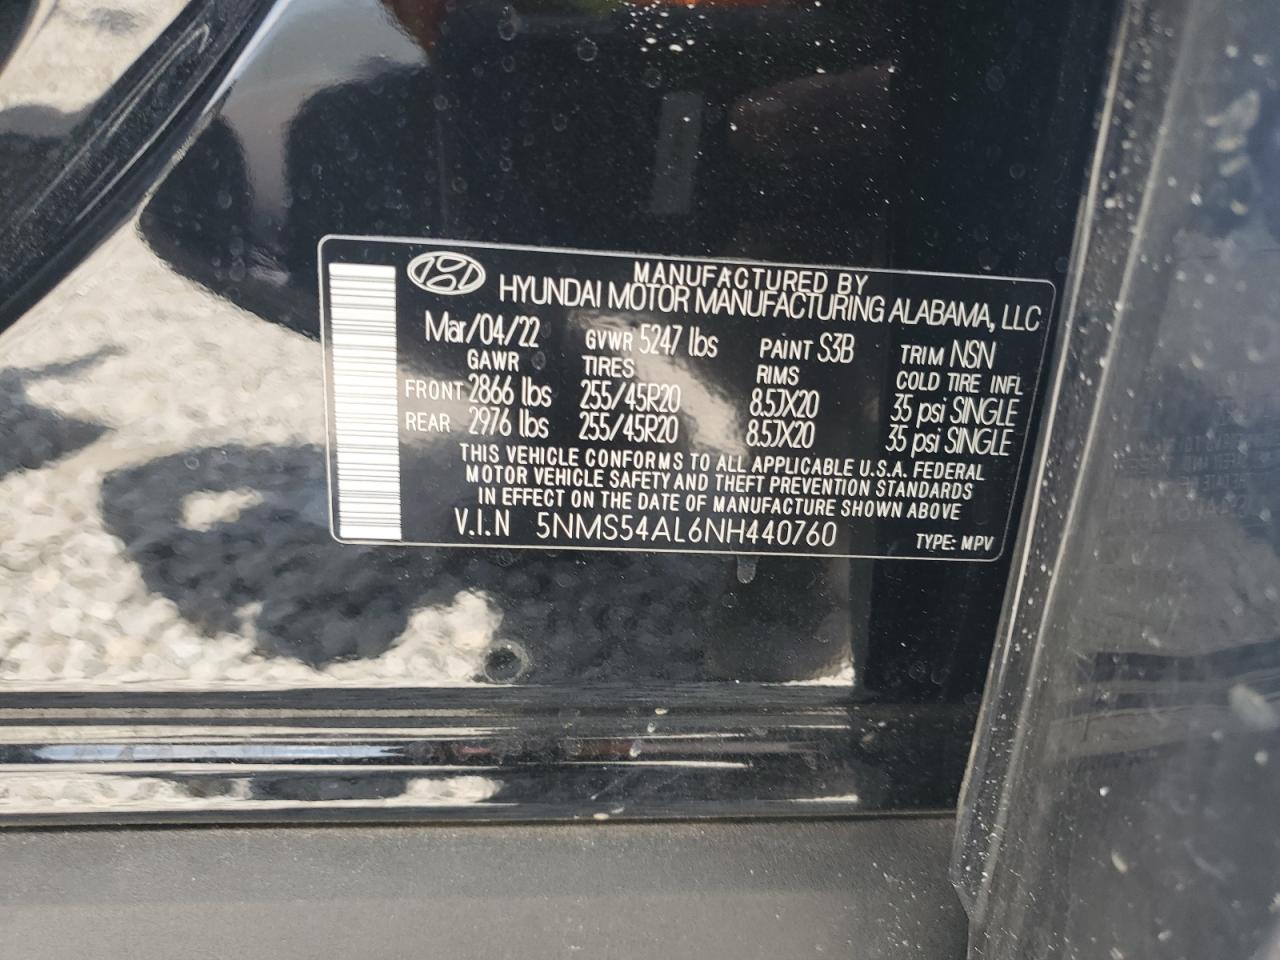 MANUFACTURED BY
HYUNDAI MOTOR MANUFACTURING ALABAMA, LLC
Mar/04/22 GVWR 5247 lbs PAINT S3B TRIM NSN
GAWR TIRES RIMS COLD TIRE INFL
FRONT 2866 lbs 255/45R20 8.5JX20 35 psi SINGLE
REAR 2976 lbs 255/45R20 8.5JX20 35 psi SINGLE
THIS VEHICLE CONFORMS TO ALL APPLICABLE U.S.A. FEDERAL
MOTOR VEHICLE SAFETY AND THEFT PREVENTION STANDARDS
IN EFFECT ON THE DATE OF MANUFACTURE SHOWN ABOVE
V.I.N 5NMS54AL6NH440760 TYPE: MPV